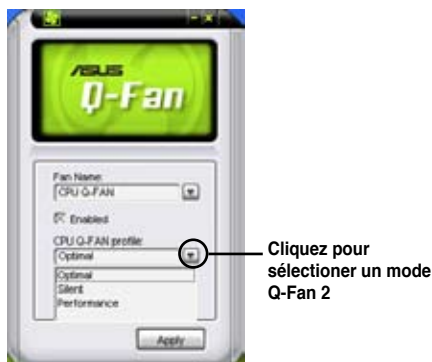 ASUS
Q-Fan
Fan Name:
CPU Q-FAN
Enabled
CPU Q-FAN profile:
Optimal
Optimal
Silent
Performance
Apply
Cliquez pour
sélectioner un mode
Q-Fan 2